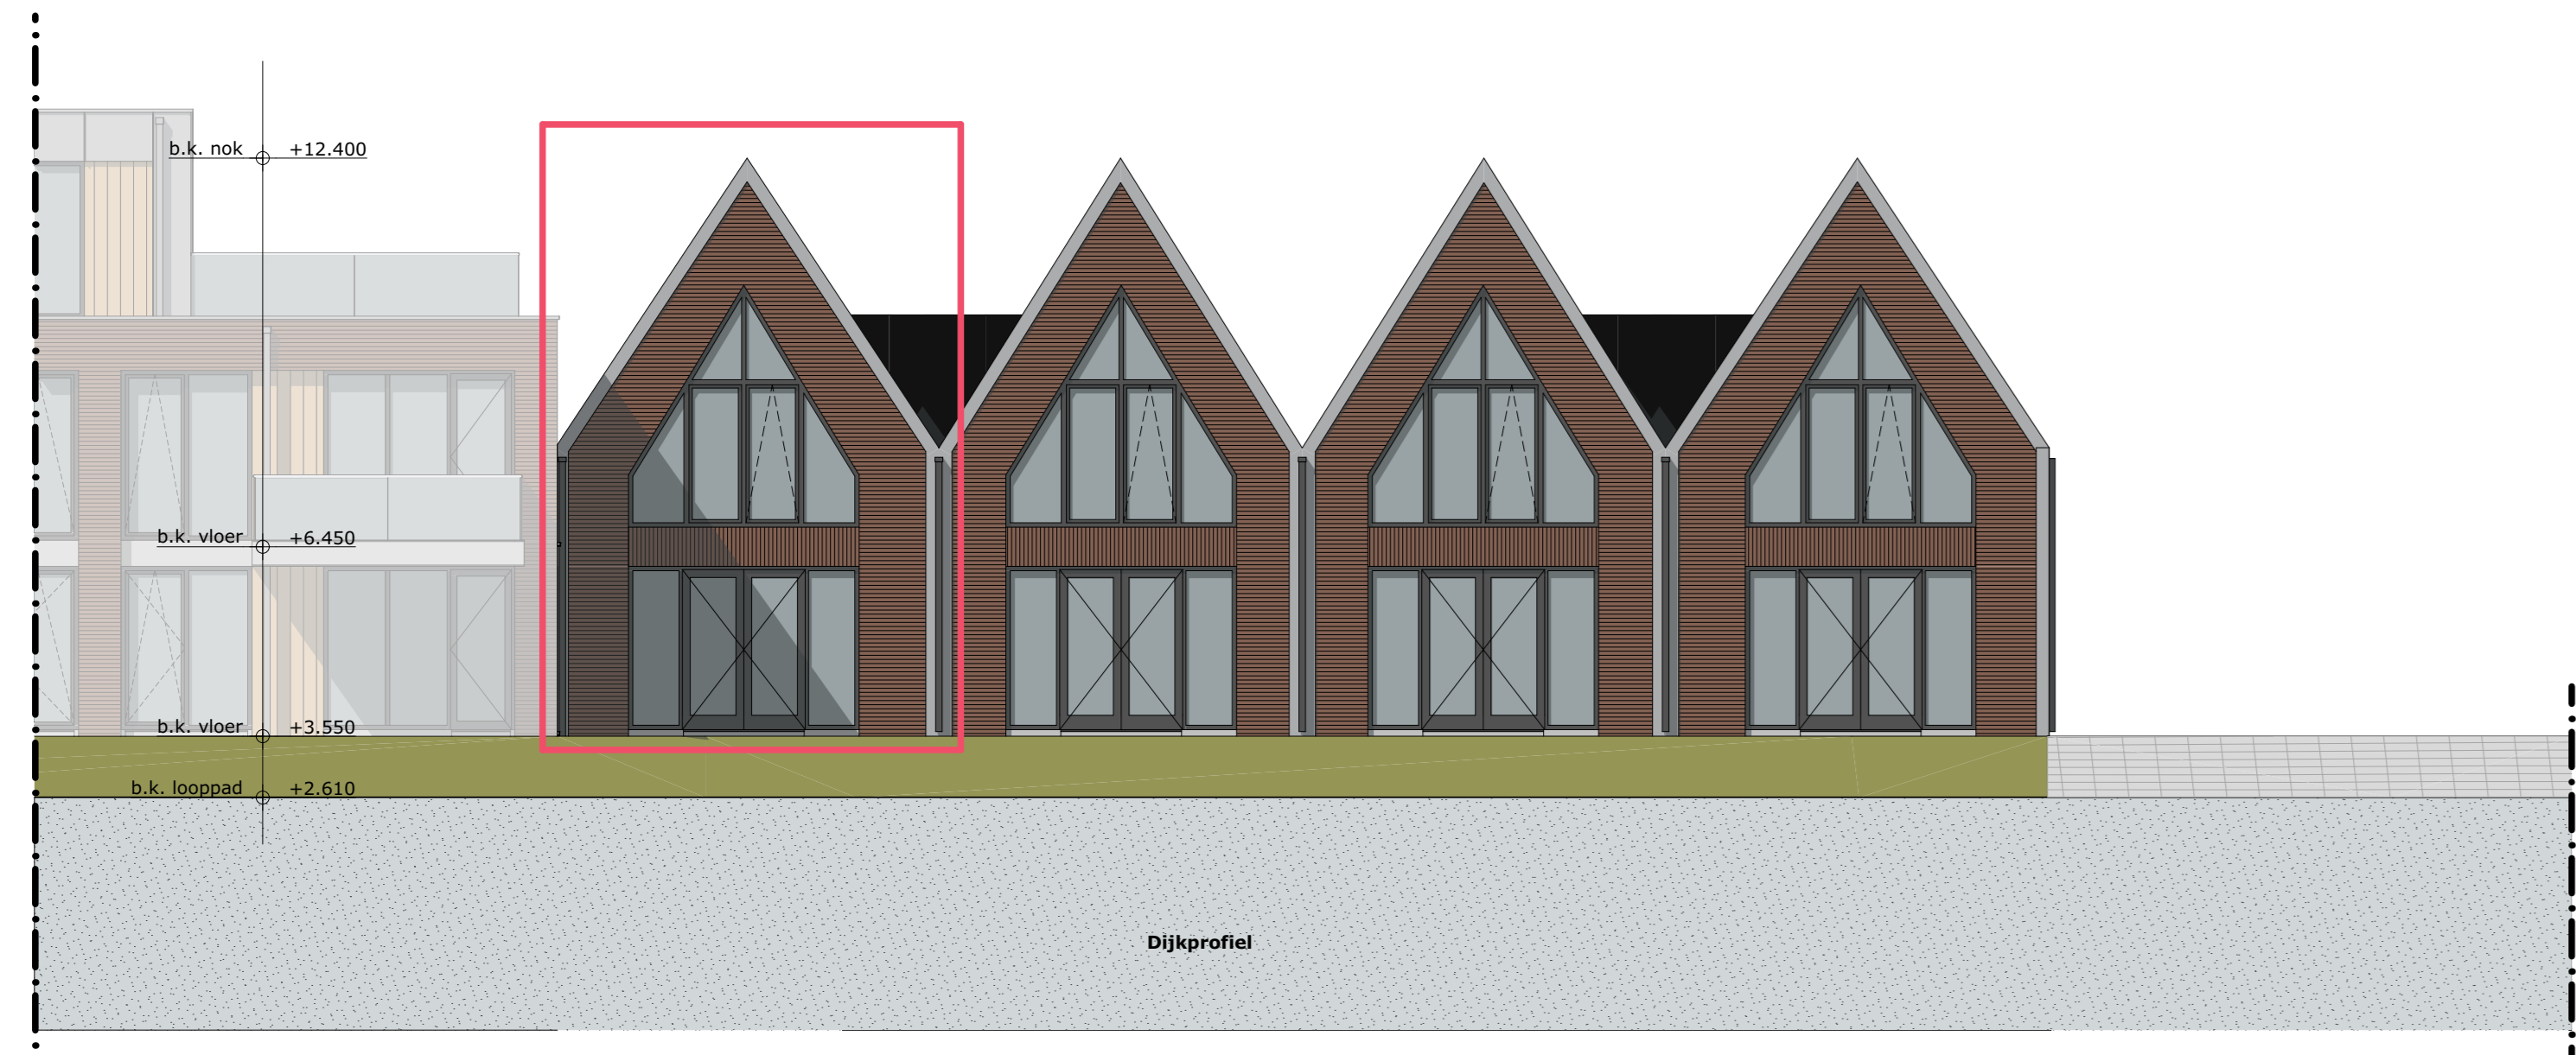 b.k. nok +12.400
b.k. vloer +6.450
b.k. vloer +3.550
b.k. looppad +2.610
Dijkprofiel